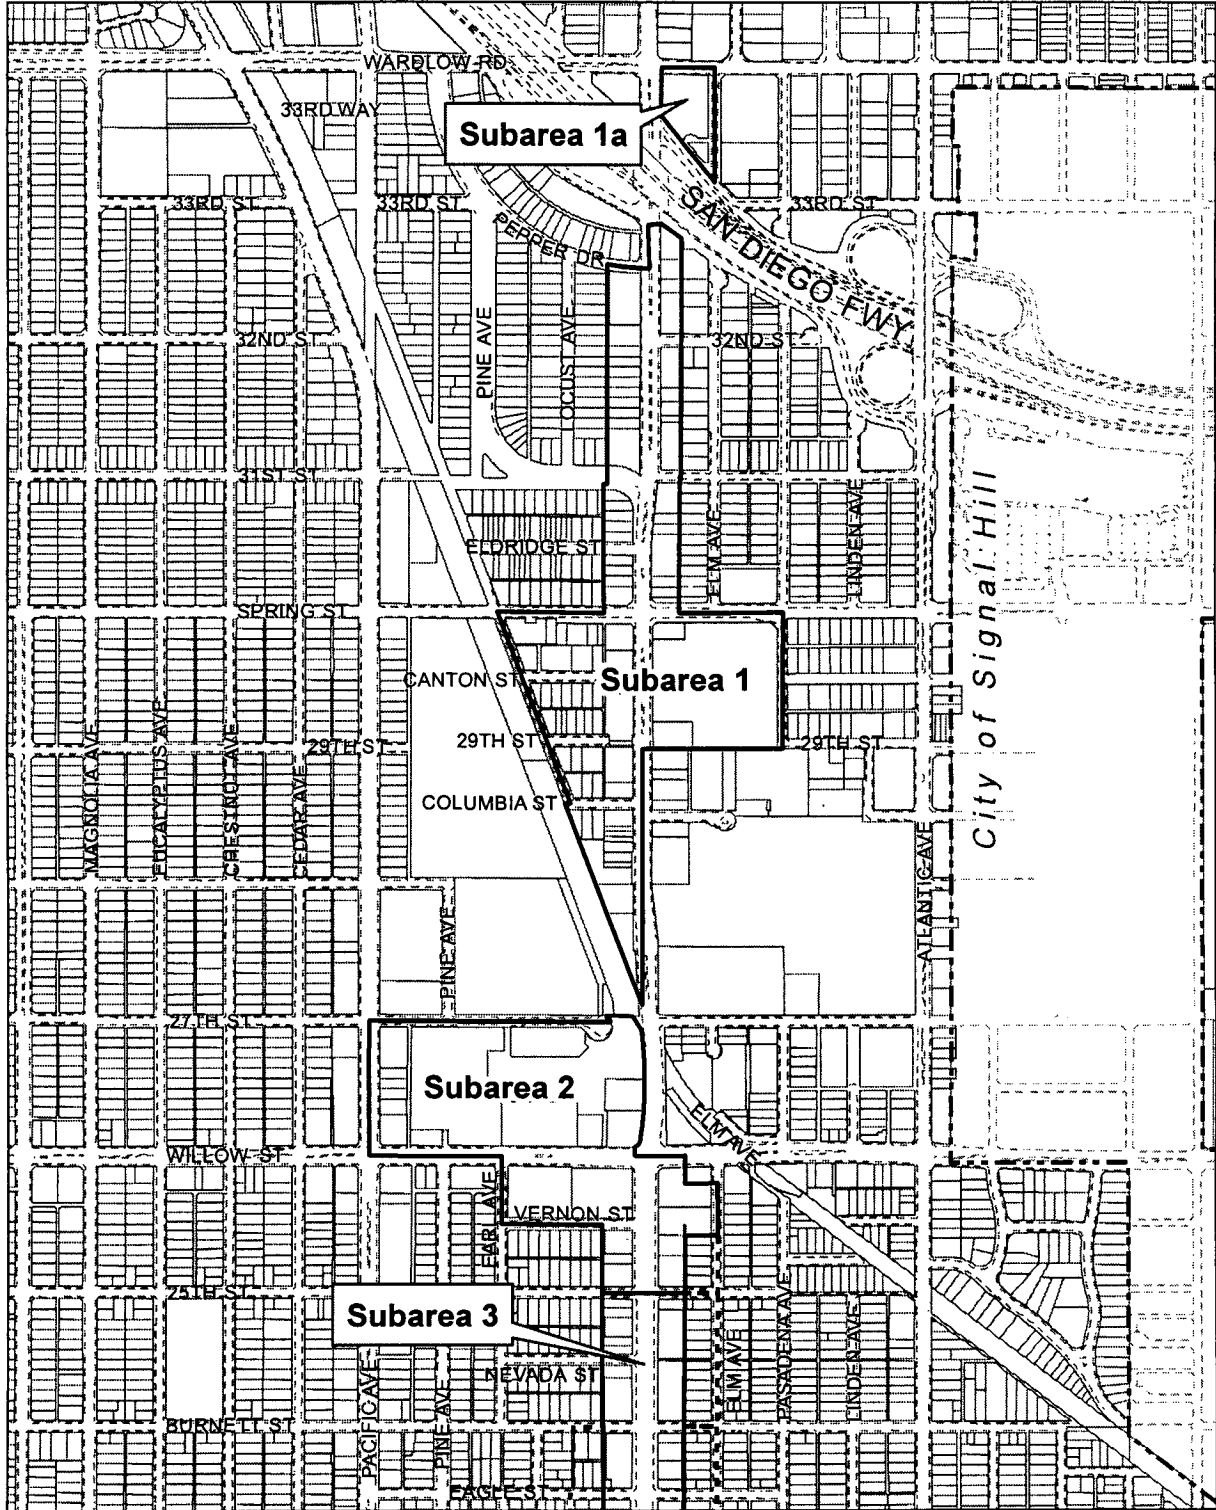 WARDLOW RD
33RD WAY
Subarea 1a
33RD ST
33RD ST
33RD ST
PEPPER DR
SAN DIEGO FWY
32ND ST
32ND ST
PINE AVE
LOCUST AVE
31ST ST
ELDRIDGE ST
ELM AVE
LINDEN AVE
SPRING ST
CANTON ST
Subarea 1
City of Signal Hill
29TH ST
29TH ST
29TH ST
MAGNOLIA AVE
EUCALYPTUS AVE
CHESTNUT AVE
CEDAR AVE
COLUMBIA ST
ATLANTIC AVE
PINE AVE
27TH ST
Subarea 2
ELM AVE
WILLOW ST
EARL AVE
VERNON ST
25TH ST
Subarea 3
NEVADA ST
PACIFIC AVE
PINE AVE
ELM AVE
PASADENA AVE
LINDEN AVE
BURNETT ST
EAGLE ST